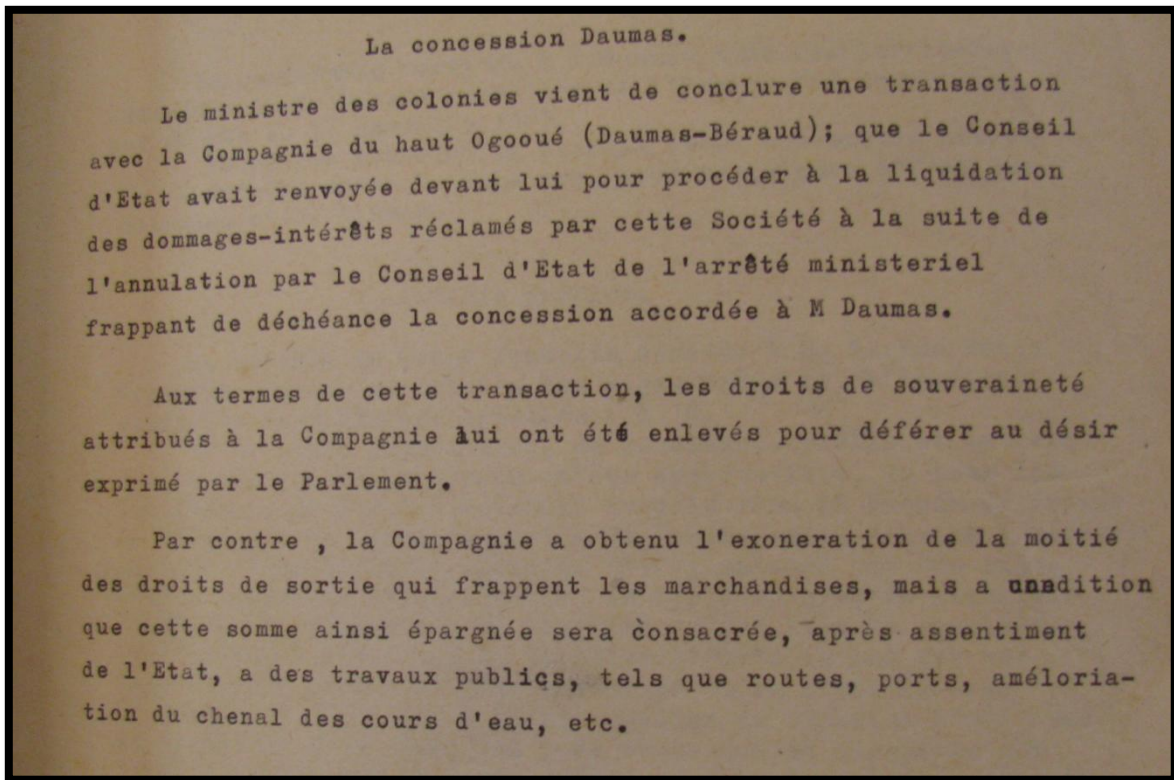 La concession Daumas.
Le ministre des colonies vient de conclure une transaction
avec la Compagnie du haut Ogooué (Daumas-Béraud); que le Conseil
d'Etat avait renvoyée devant lui pour procéder à la liquidation
des dommages-intérêts réclamés par cette Société à la suite de
l'annulation par le Conseil d'Etat de l'arrêté ministeriel
frappant de déchéance la concession accordée à M Daumas.
Aux termes de cette transaction, les droits de souveraineté
attribués à la Compagnie lui ont été enlevés pour déférer au désir
exprimé par le Parlement.
Par contre , la Compagnie a obtenu l'exoneration de la moitié
des droits de sortie qui frappent les marchandises, mais a
que cette somme ainsi épargnée sera consacrée, après assentiment
de l'Etat, a des travaux publics, tels que routes, ports, améloria-
tion du chenal des cours d'eau, etc.